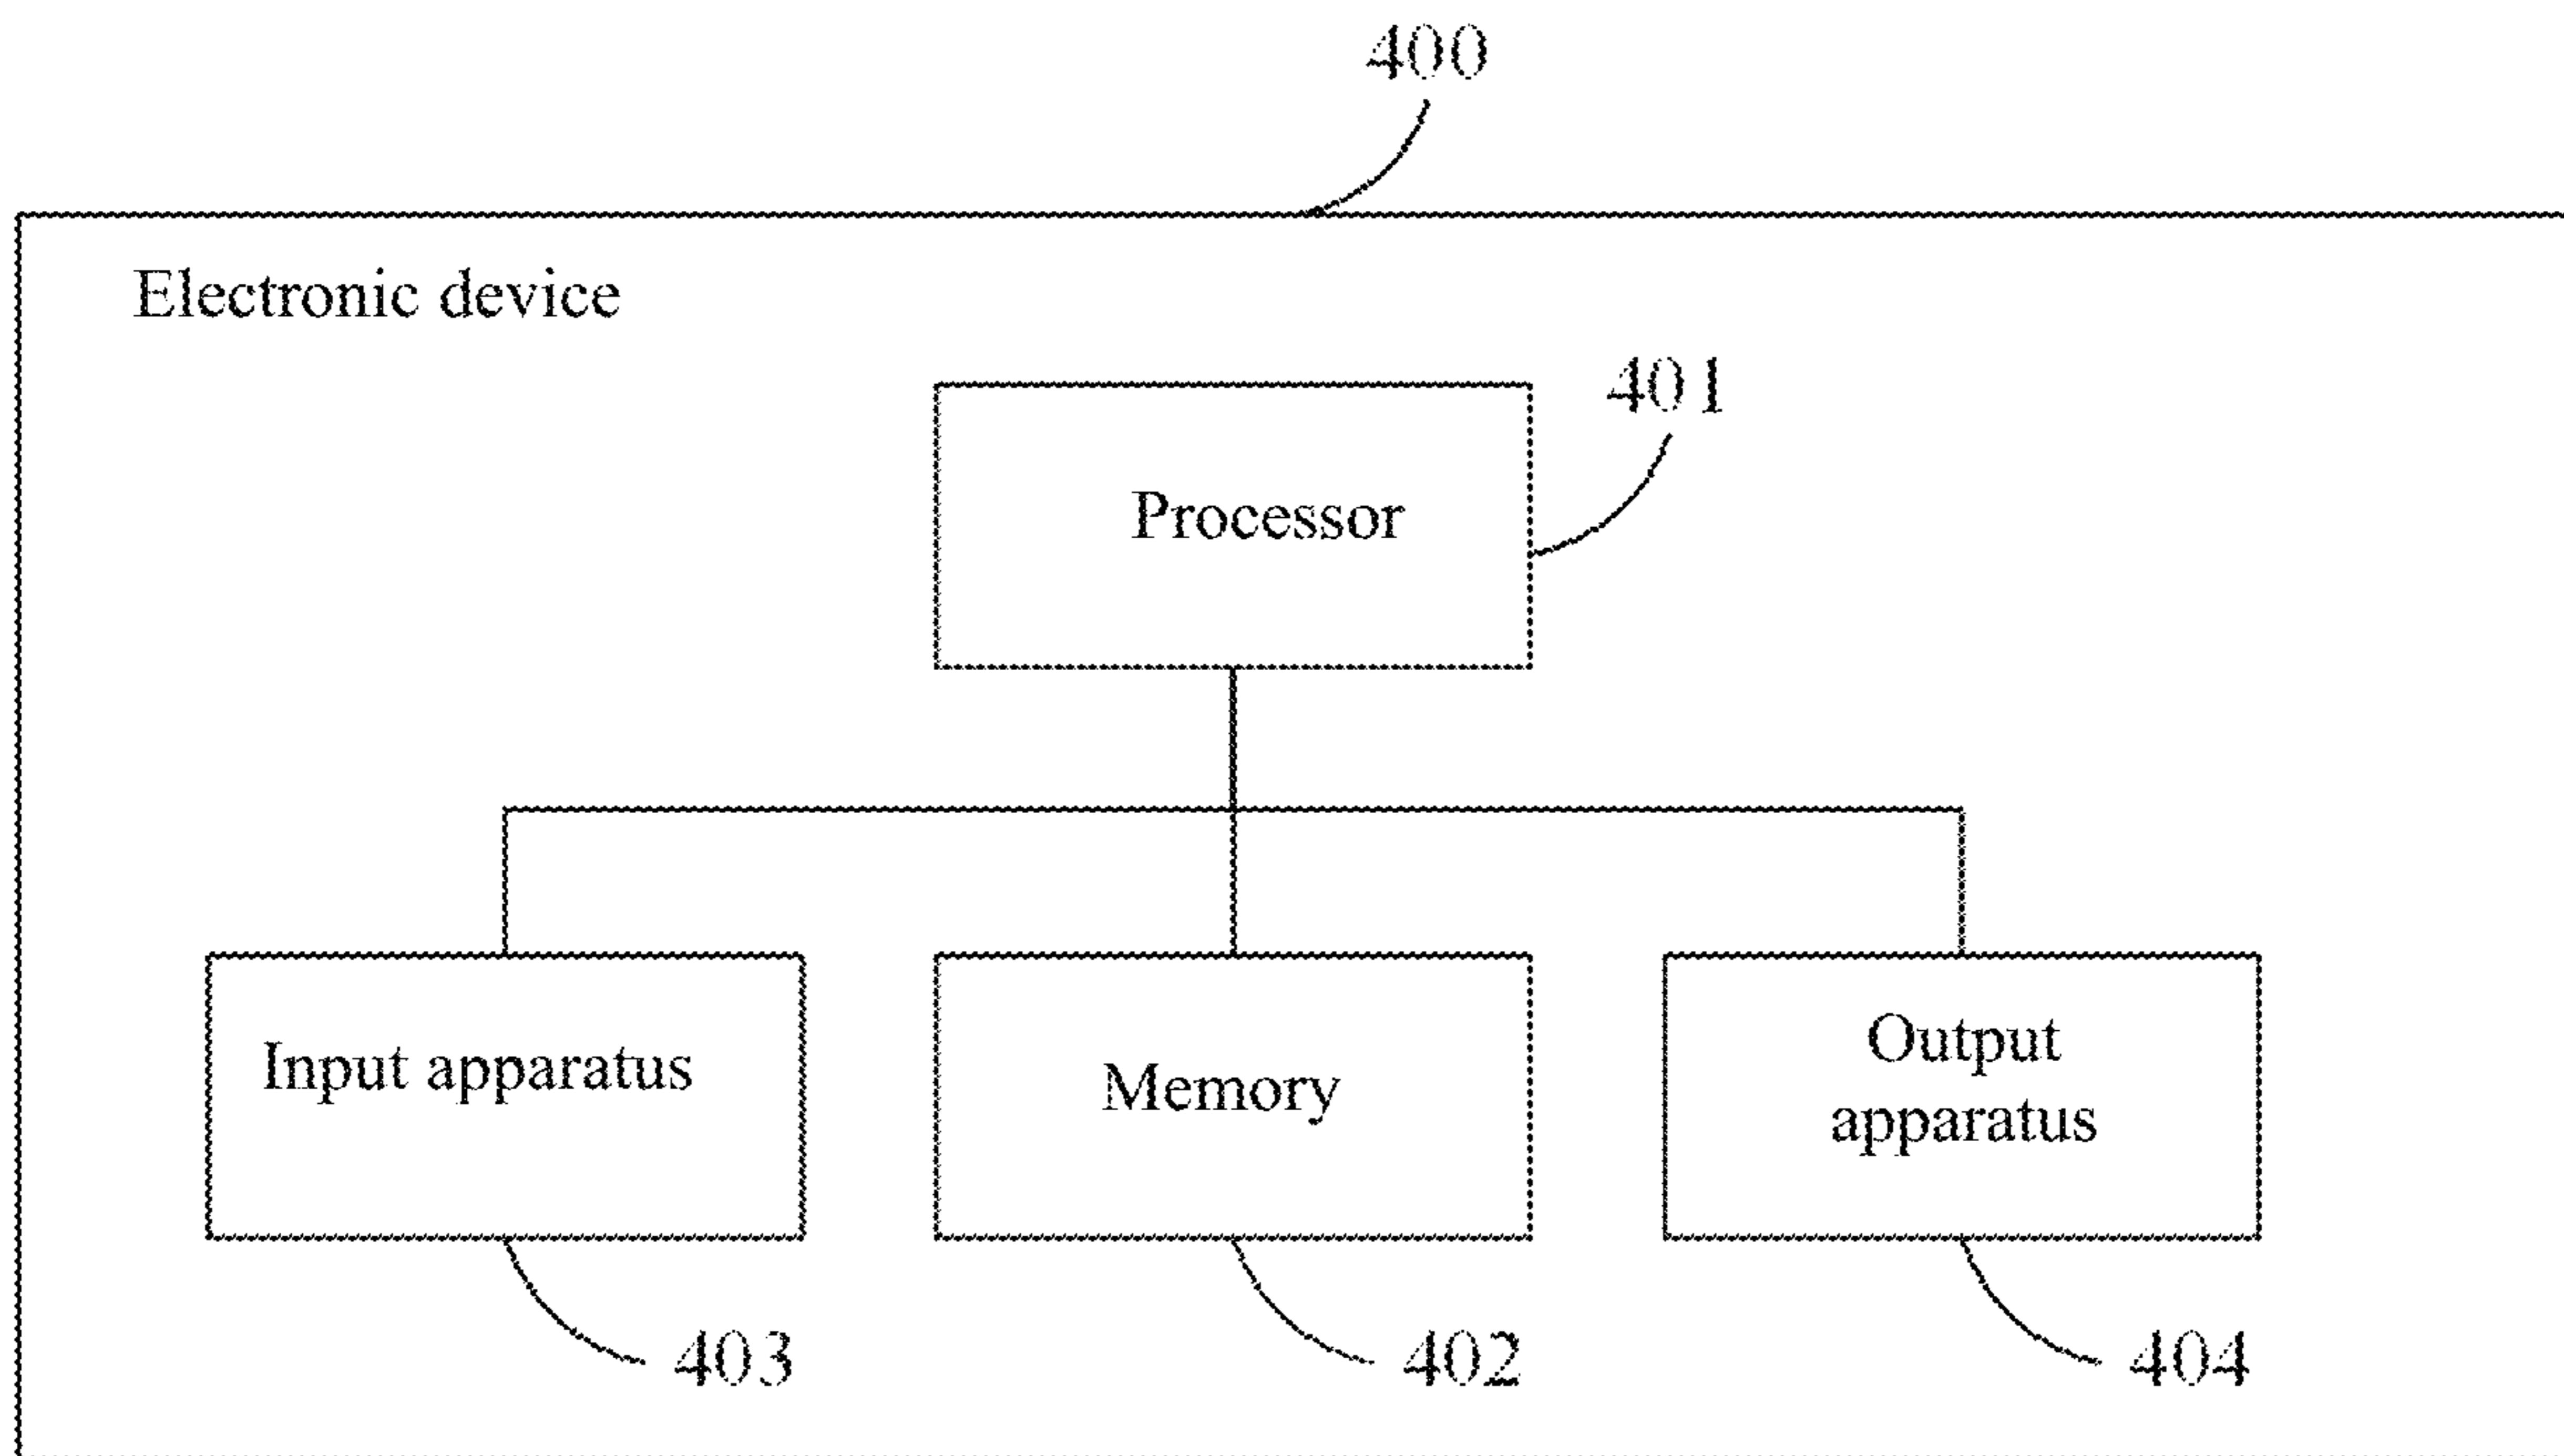 400
Electronic device
401
Processor
Input apparatus
Memory
Output
apparatus
403
402
404